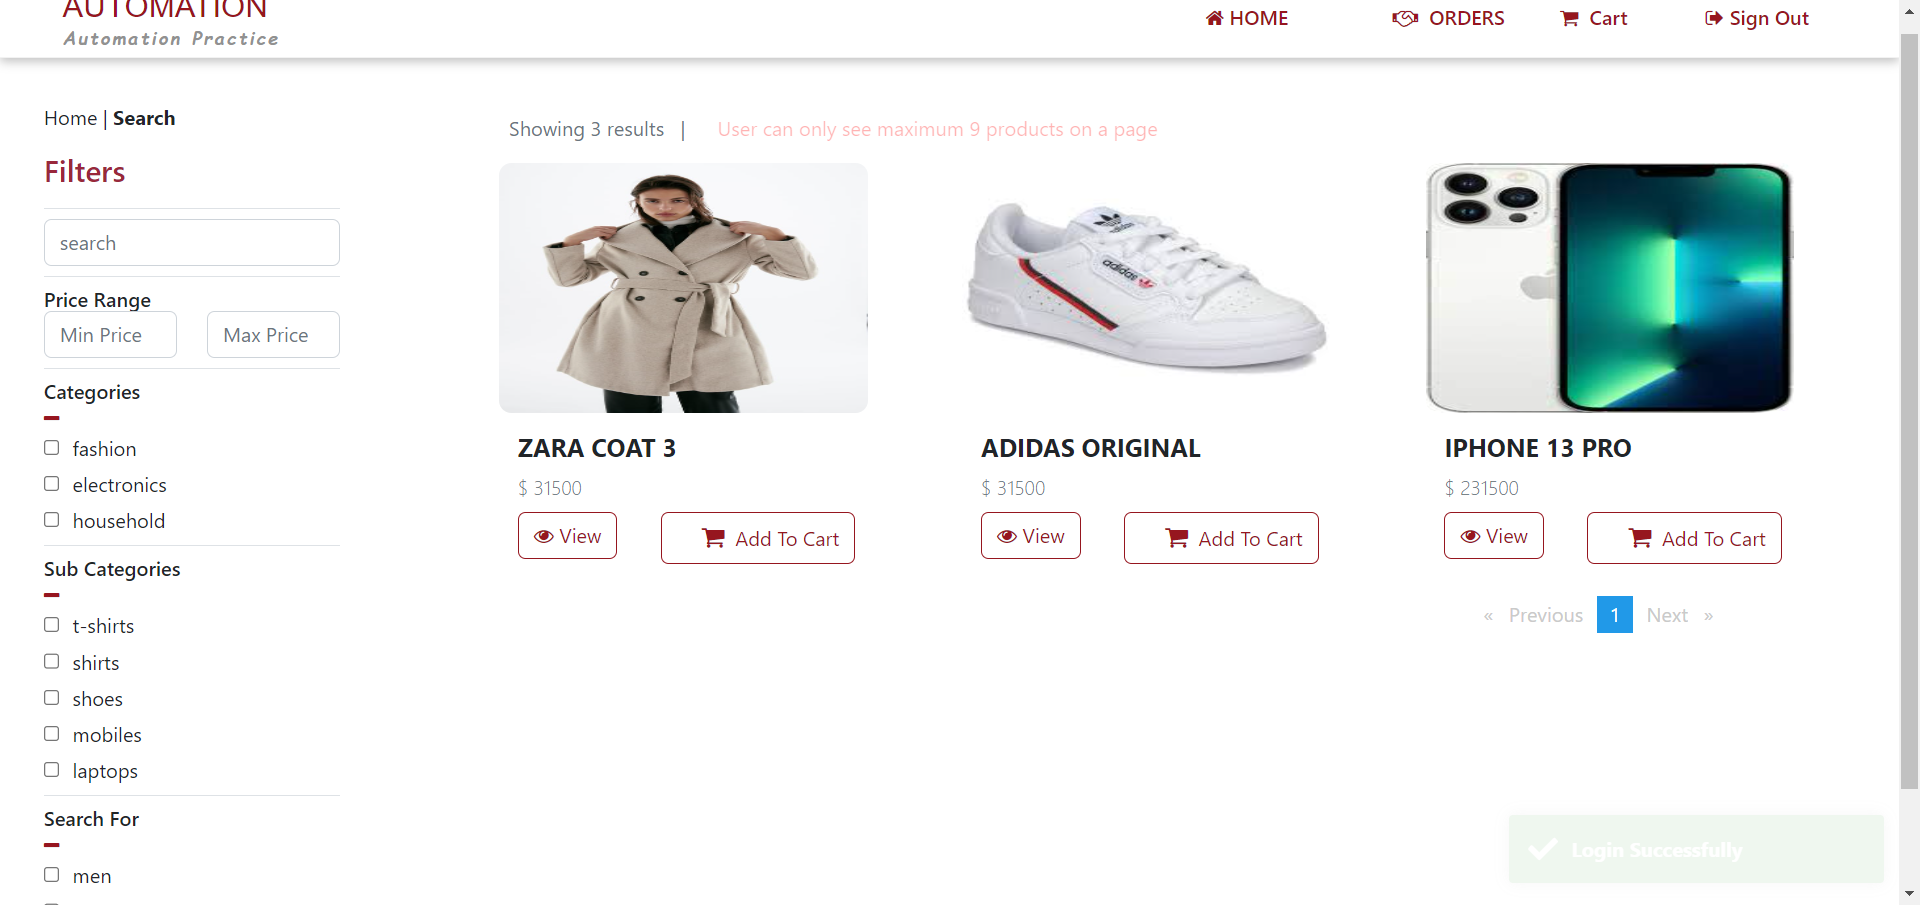 AUTOMATION
Automation Practice
HOME
ORDERS
Cart
Sign Out
Home | Search
Filters
search
Price Range
Min Price
Max Price
Categories
fashion
electronics
household
Sub Categories
t-shirts
shirts
shoes
mobiles
laptops
Search For
men
Showing 3 results |
User can only see maximum 9 products on a page
adidas
adidas
ZARA COAT 3
$ 31500
View
Add To Cart
ADIDAS ORIGINAL
$ 31500
View
Add To Cart
IPHONE 13 PRO
$ 231500
View
Add To Cart
« Previous 1 Next »
Login Successfully